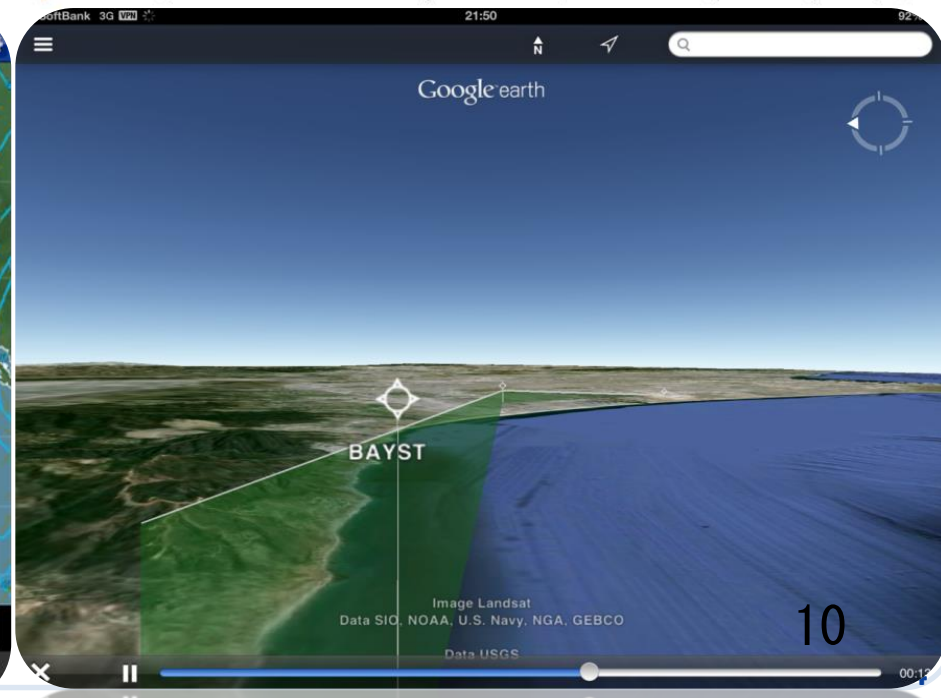 SoftBank 3G VPN 21:50 92%
N
Google earth
BAYST
Image Landsat
Data SIO, NOAA, U.S. Navy, NGA, GEBCO
10
Data USGS
00:12